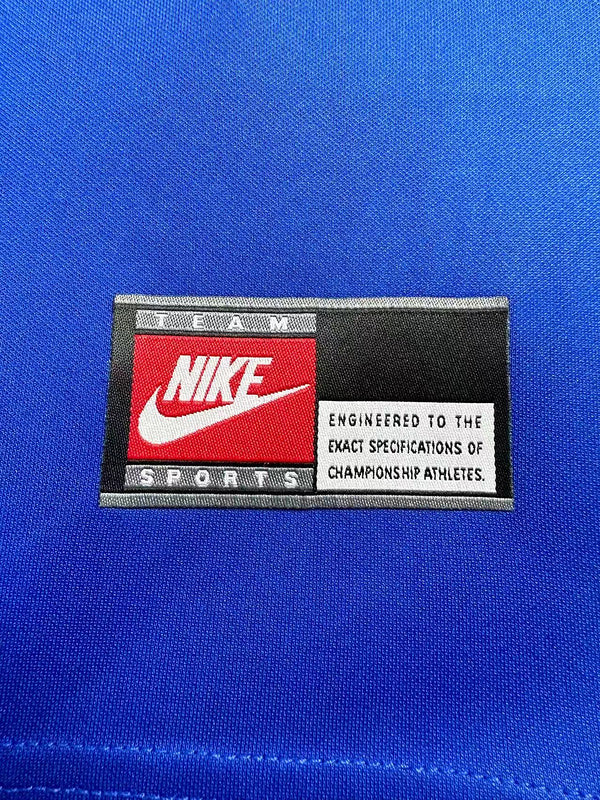 TEAM
NIKE
SPORTS
ENGINEERED TO THE
EXACT SPECIFICATIONS OF
CHAMPIONSHIP ATHLETES.